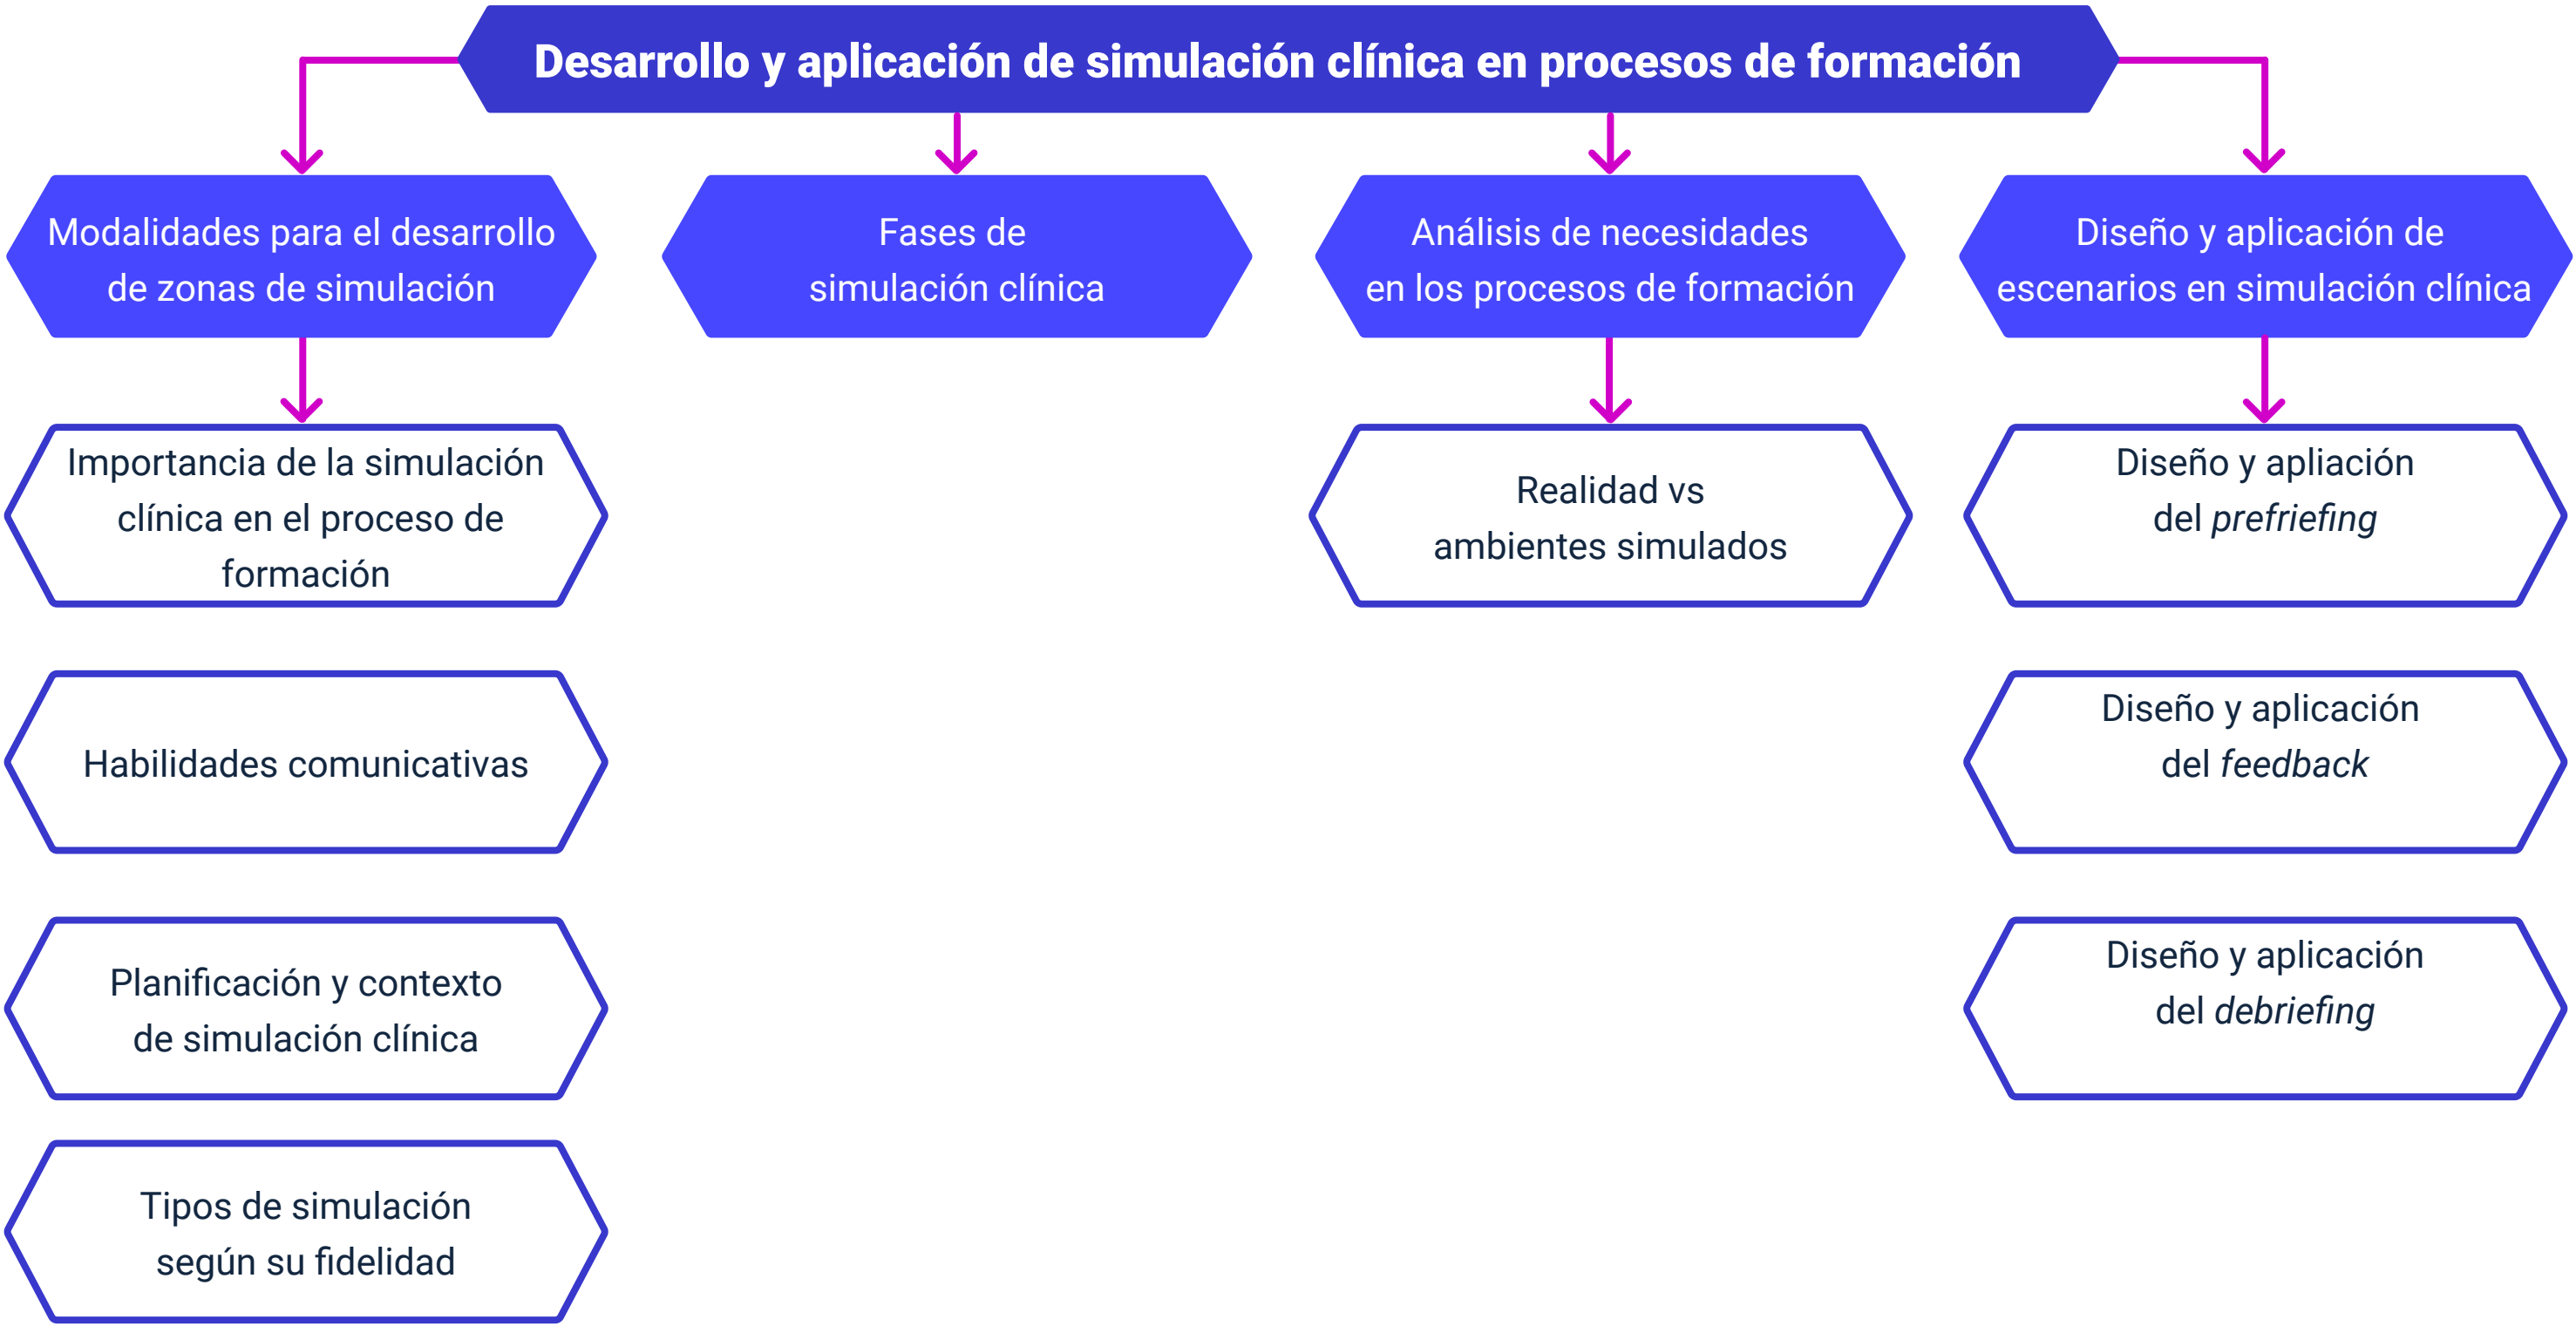 Desarrollo y aplicación de simulación clínica en procesos de formación
Modalidades para el desarrollo
de zonas de simulación
Fases de
simulación clínica
Análisis de necesidades
en los procesos de formación
Diseño y aplicación de
escenarios en simulación clínica
Importancia de la simulación
clínica en el proceso de
formación
Realidad vs
ambientes simulados
Diseño y apliación
del prefriefing
Habilidades comunicativas
Diseño y aplicación
del feedback
Planificación y contexto
de simulación clínica
Diseño y aplicación
del debriefing
Tipos de simulación
según su fidelidad